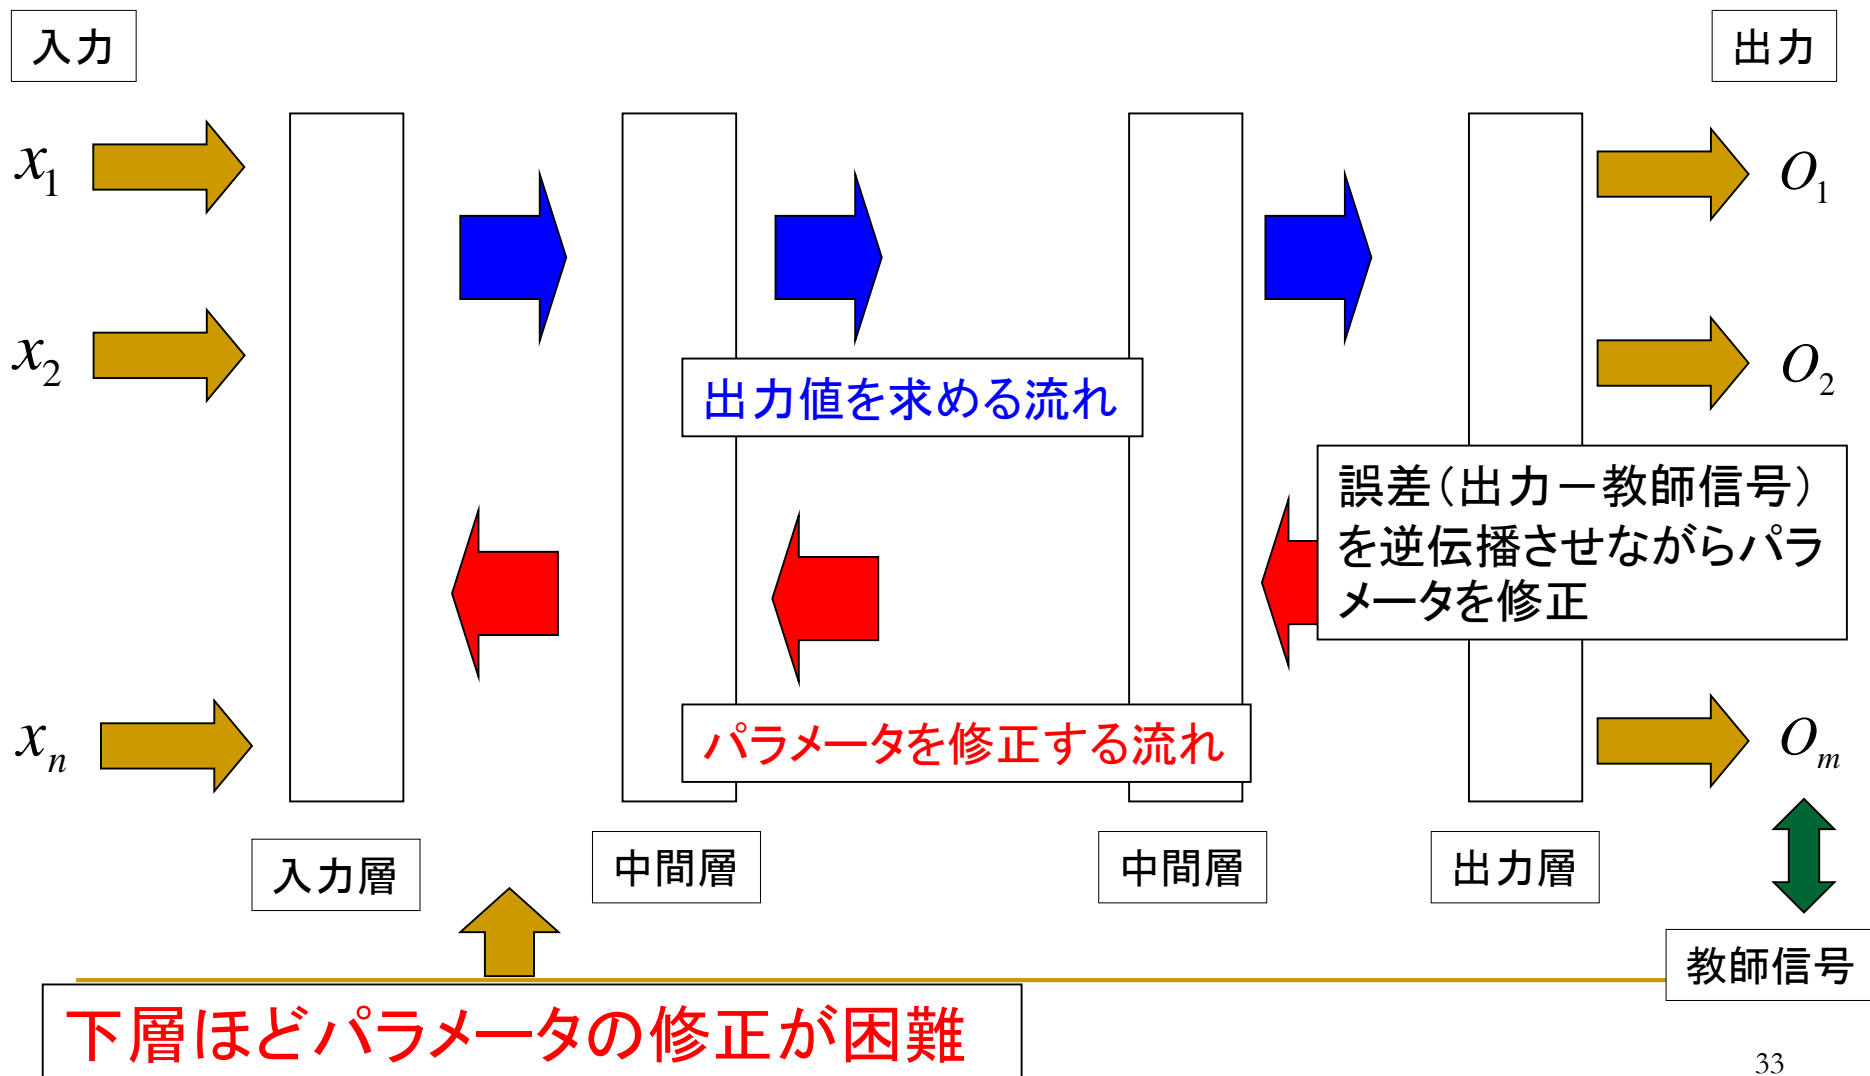 入力
出力
x1
x2
xn
O1
O2
Om
出力値を求める流れ
誤差（出力－教師信号）
を逆伝播させながらパラ
メータを修正
パラメータを修正する流れ
入力層
中間層
中間層
出力層
教師信号
下層ほどパラメータの修正が困難
33